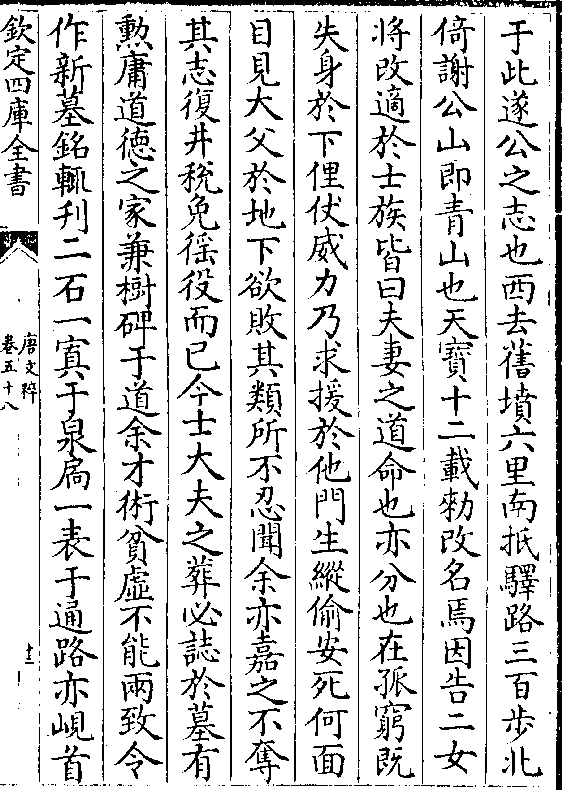 于此遂公之志也西去舊墳六里南抵驛路三百歩北
倚謝公山即青山也天寶十二載勑改名焉因告二女
将改適於士族皆曰夫妻之道命也亦分也在孤窮既
失身於下俚仗威力乃求援於他門生縱偷安死何面
目見大父於地下欲敗其類所不忍聞余亦嘉之不奪
其志復井税免徭役而已今士大夫之葬必誌於墓有
勲庸道徳之家兼樹碑于道余才術貧虚不能兩致令
作新墓銘輒刋二石一寘于泉扃一表于通路亦峴首
欽定四庫全書
唐文粹
卷五十八
十三